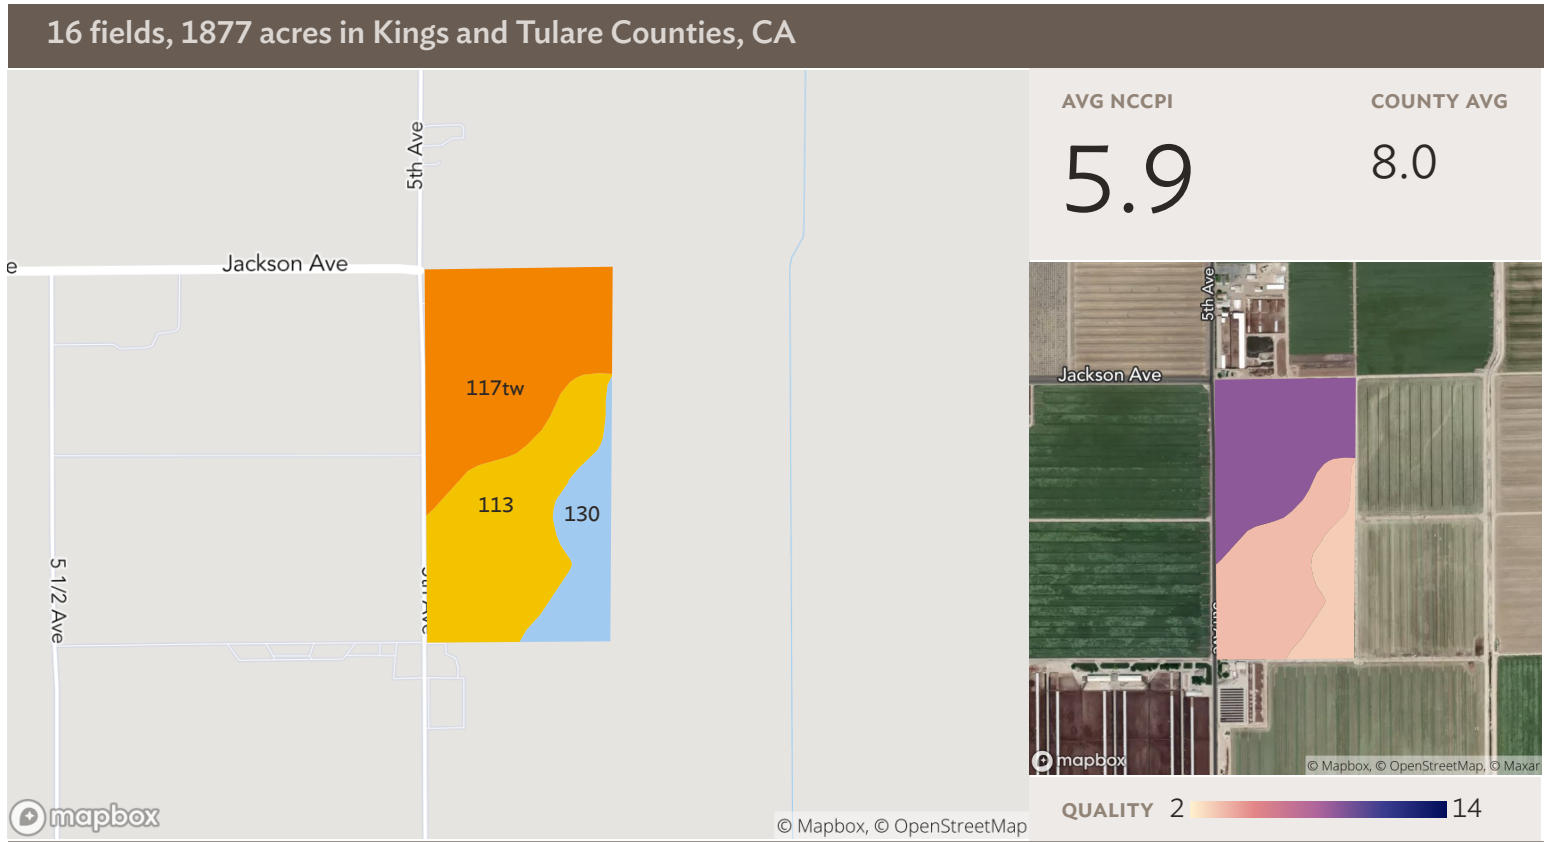 16 fields, 1877 acres in Kings and Tulare Counties, CA
5th Ave
Jackson Ave
117tw
113
130
5 1/2 Ave
mapbox
© Mapbox, © OpenStreetMap
AVG NCCPI
COUNTY AVG
5.9
8.0
5th Ave
Jackson Ave
mapbox
© Mapbox, © OpenStreetMap, © Maxar
QUALITY 2 14